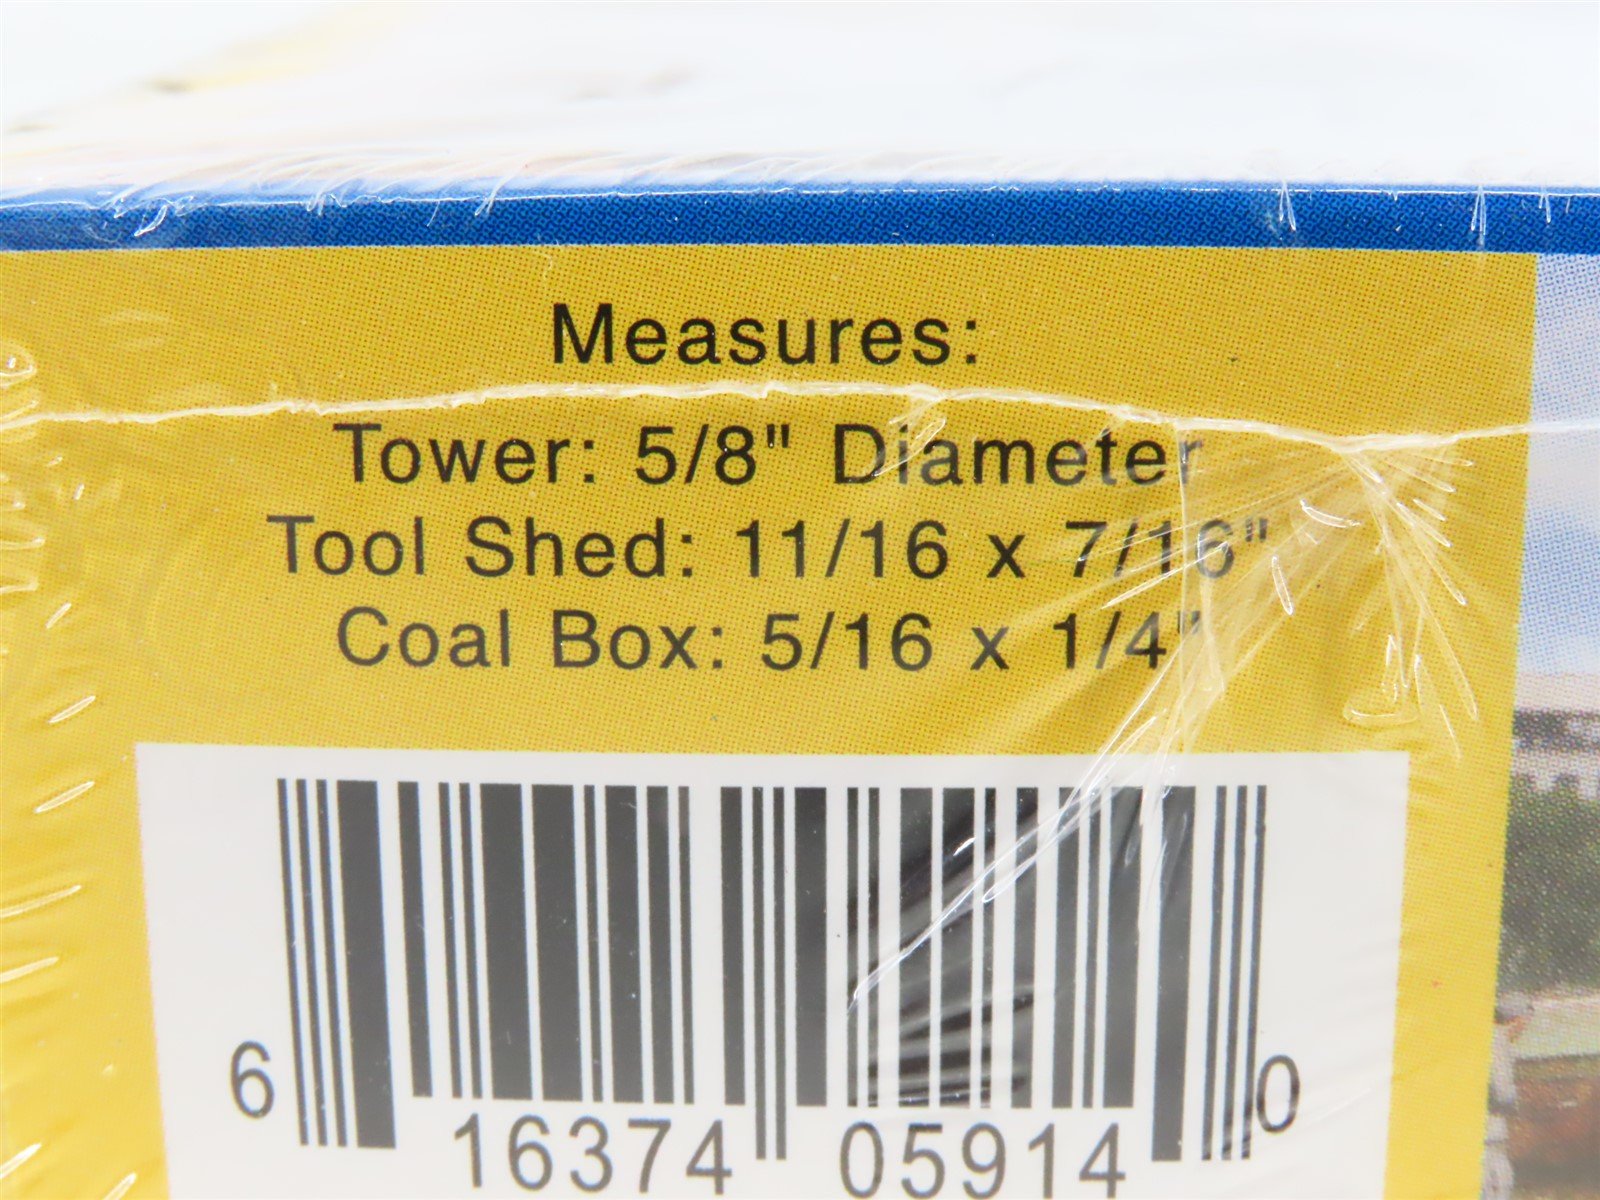 Measures:
Tower: 5/8" Diameter
Tool Shed: 11/16 x 7/16"
Coal Box: 5/16 x 1/4"
6 16374 05914 0